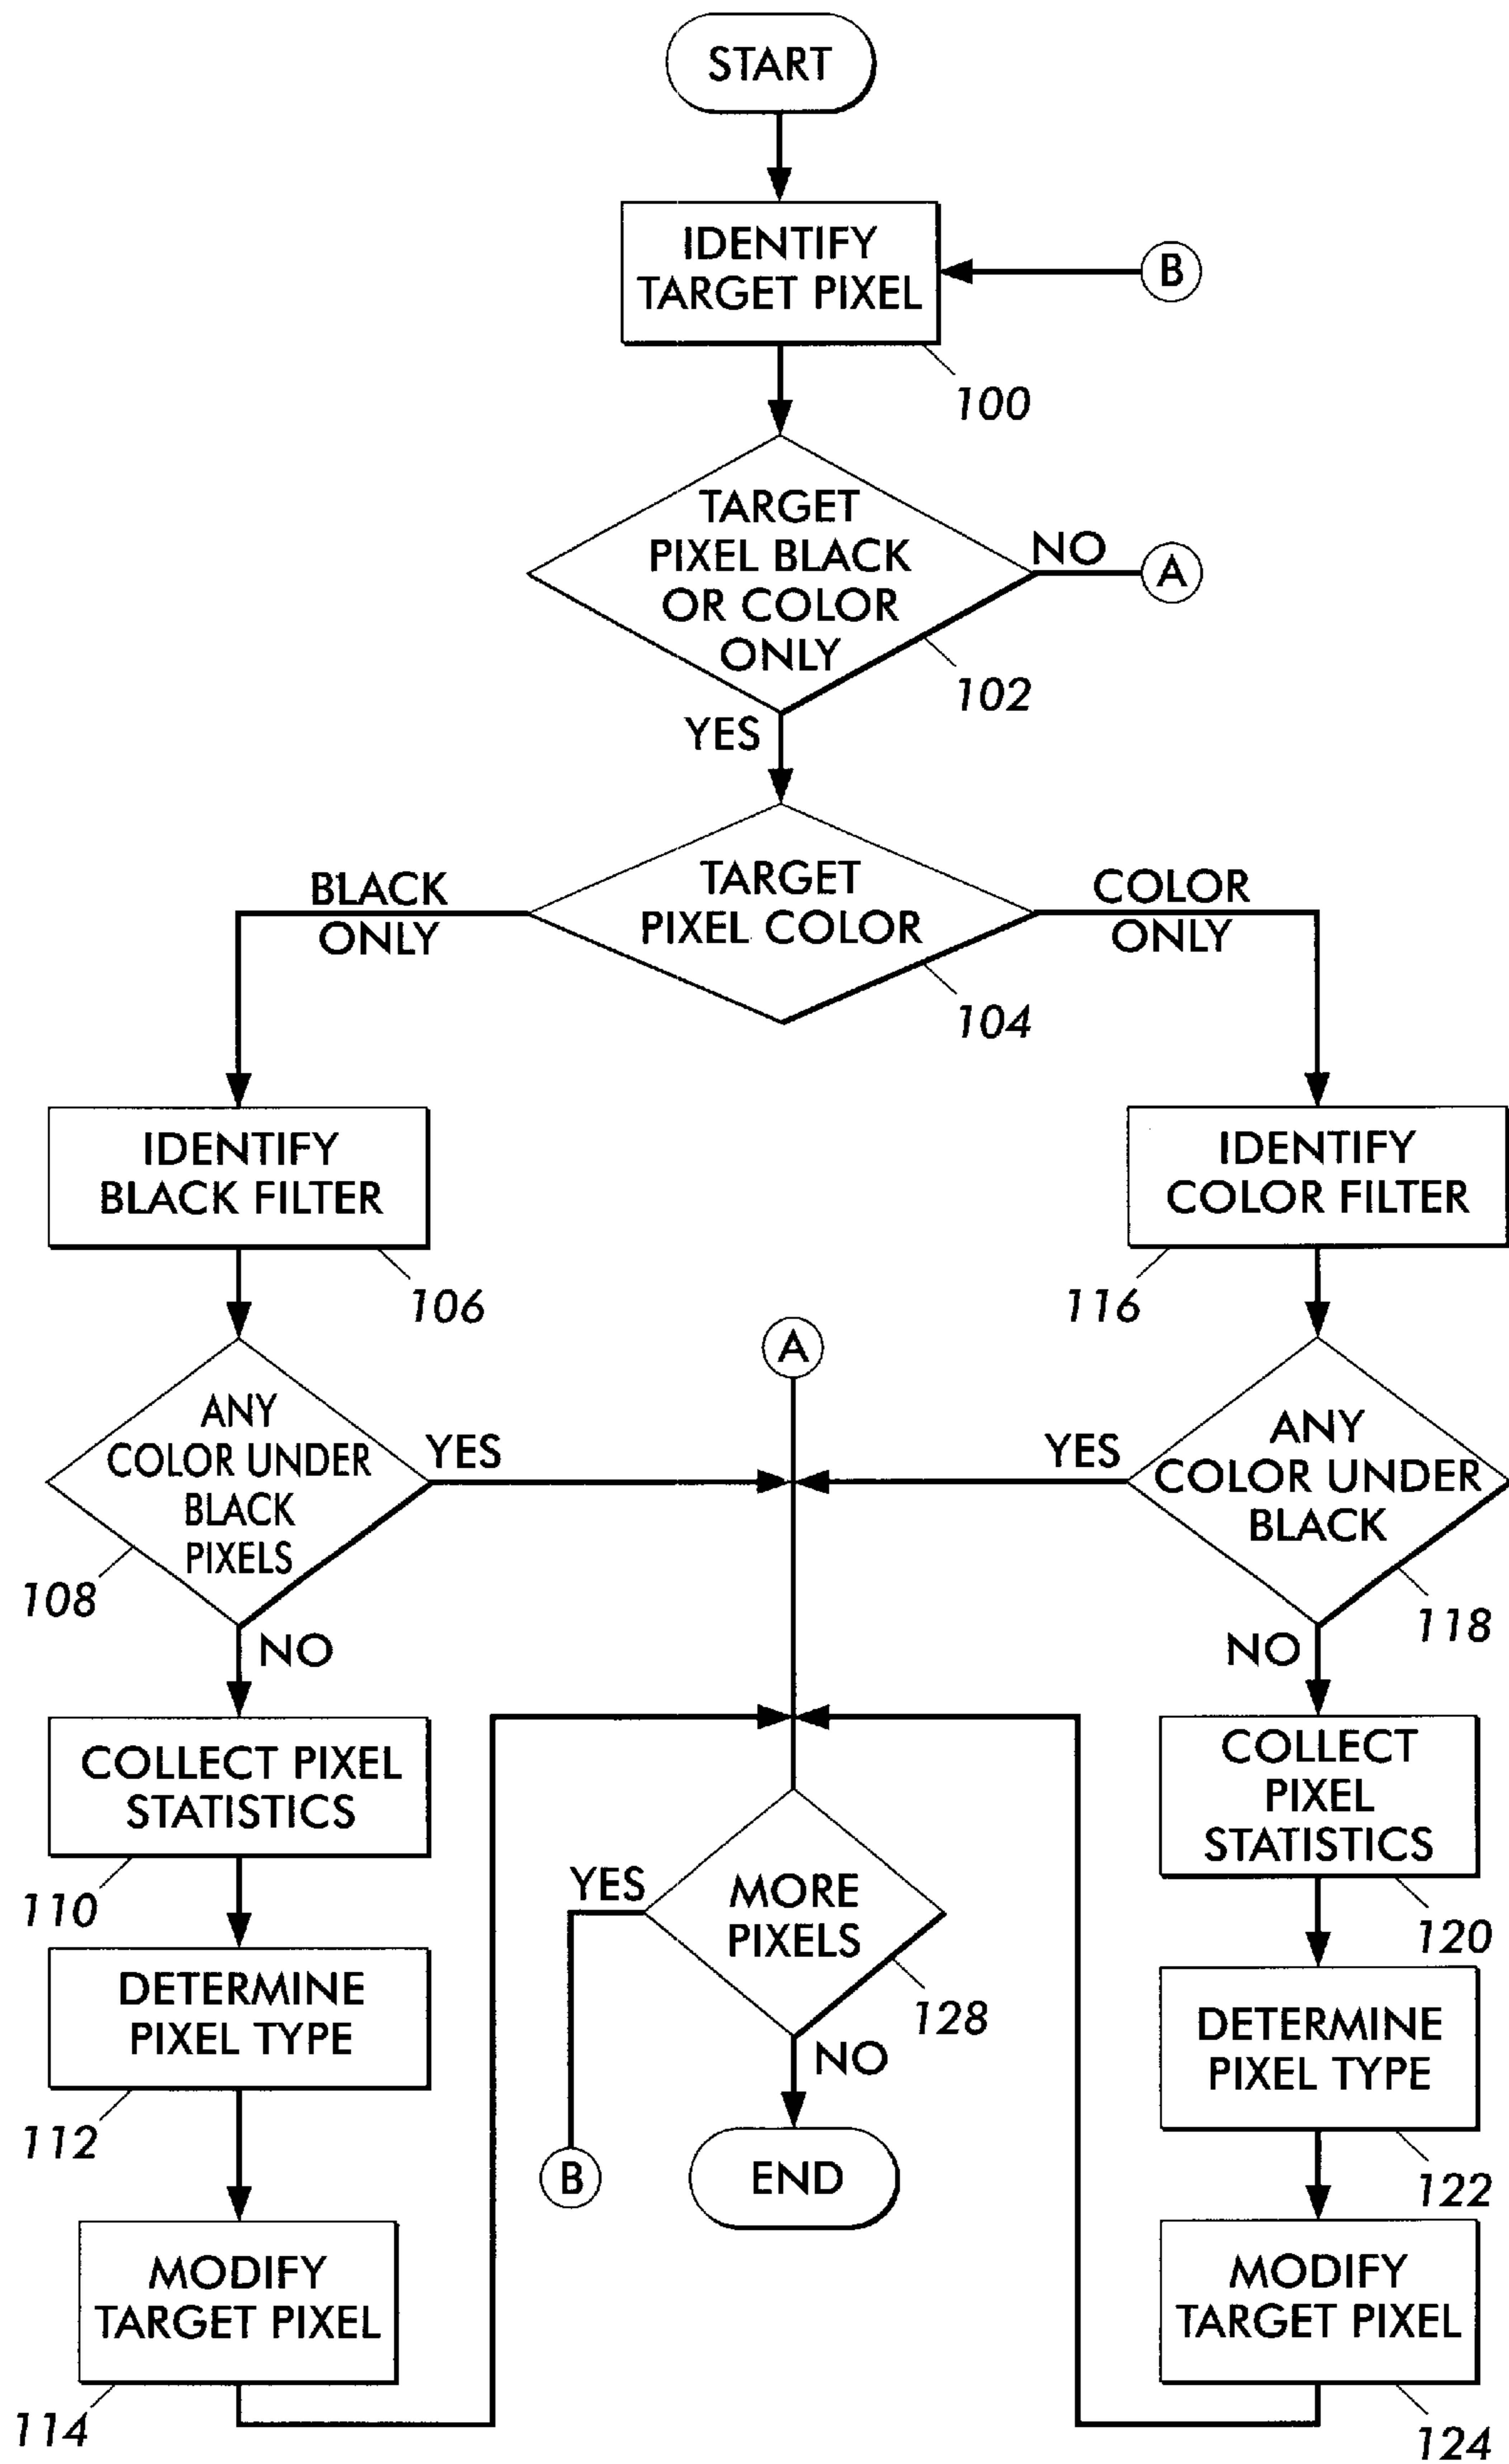 START
IDENTIFY
TARGET PIXEL
B
100
TARGET
PIXEL BLACK
OR COLOR
ONLY
NO
A
102
YES
TARGET
PIXEL COLOR
BLACK
ONLY
COLOR
ONLY
104
IDENTIFY
BLACK FILTER
106
IDENTIFY
COLOR FILTER
116
A
ANY
COLOR UNDER
BLACK
PIXELS
YES
108
NO
YES
ANY
COLOR UNDER
BLACK
118
NO
COLLECT PIXEL
STATISTICS
110
COLLECT
PIXEL
STATISTICS
120
YES
MORE
PIXELS
128
NO
DETERMINE
PIXEL TYPE
112
DETERMINE
PIXEL TYPE
122
B
END
MODIFY
TARGET PIXEL
114
MODIFY
TARGET PIXEL
124